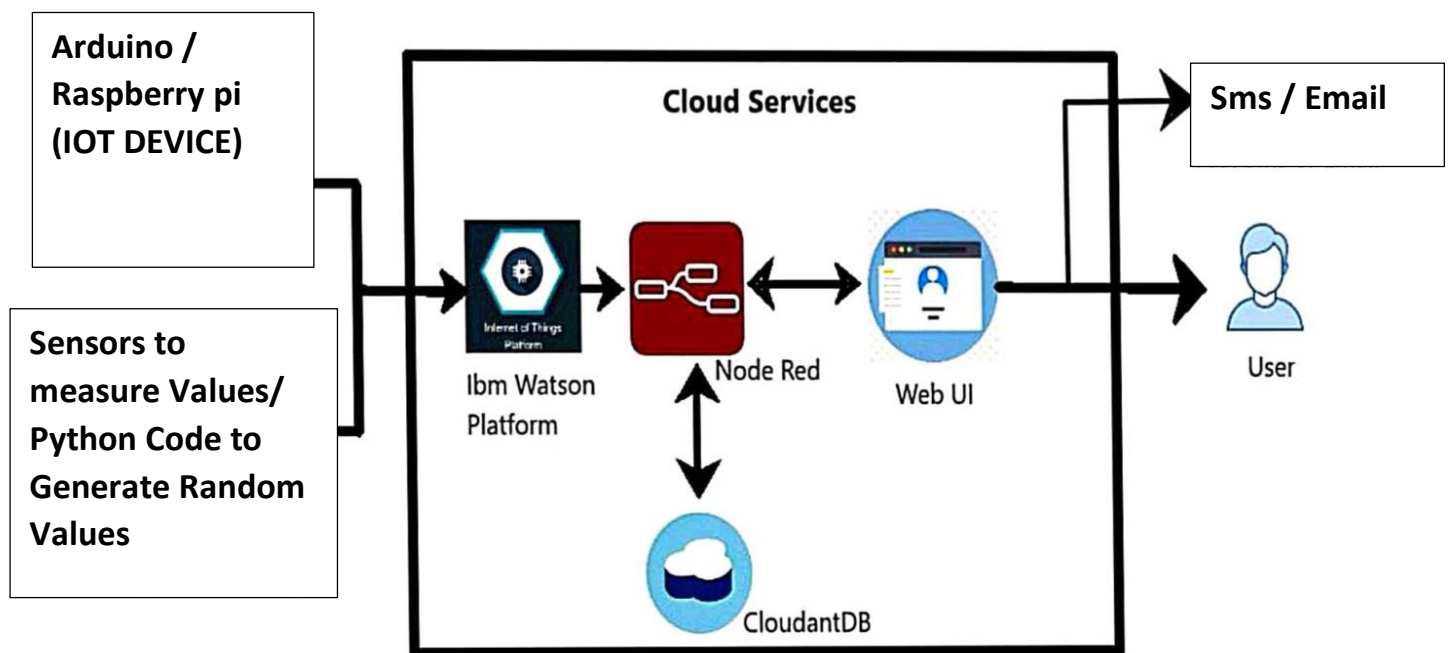 Arduino /
Raspberry pi
(IOT DEVICE)
Sensors to
measure Values/
Python Code to
Generate Random
Values
Cloud Services
Internet of Things
Platform
Ibm Watson
Platform
Node Red
Web UI
CloudantDB
Sms / Email
User